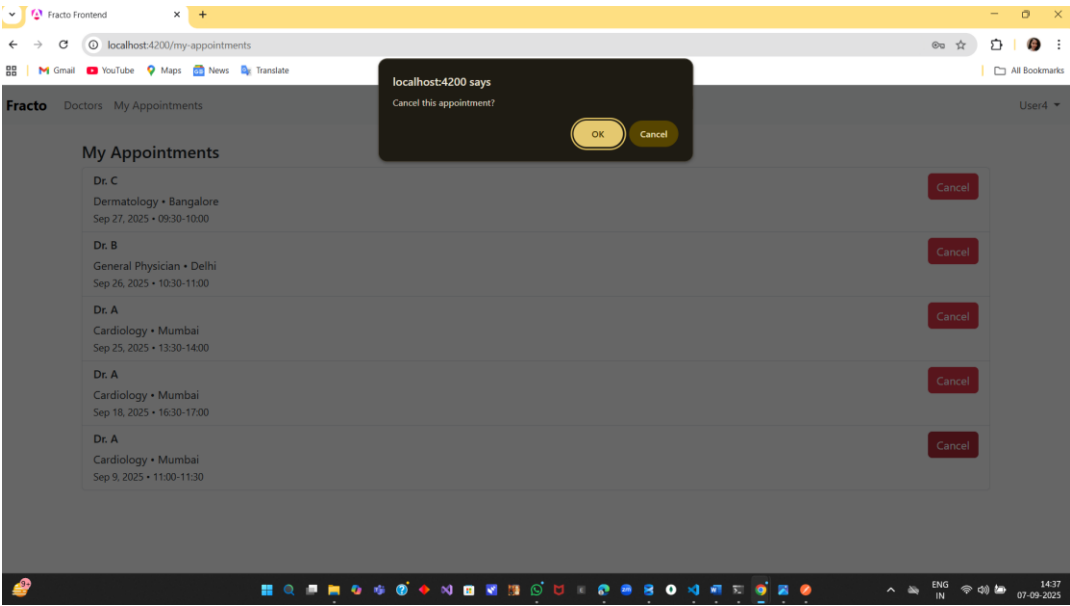 Fracto Frontend
localhost:4200/my-appointments
Gmail YouTube Maps News Translate All Bookmarks
localhost:4200 says
Cancel this appointment?
OK Cancel
Fracto Doctors My Appointments User4
My Appointments
Dr. C
Cancel
Dermatology • Bangalore
Sep 27, 2025 • 09:30-10:00
Dr. B
Cancel
General Physician • Delhi
Sep 26, 2025 • 10:30-11:00
Dr. A
Cancel
Cardiology • Mumbai
Sep 25, 2025 • 13:30-14:00
Dr. A
Cancel
Cardiology • Mumbai
Sep 18, 2025 • 16:30-17:00
Dr. A
Cancel
Cardiology • Mumbai
Sep 9, 2025 • 11:00-11:30
9+
ENG
IN
14:37
07-09-2025